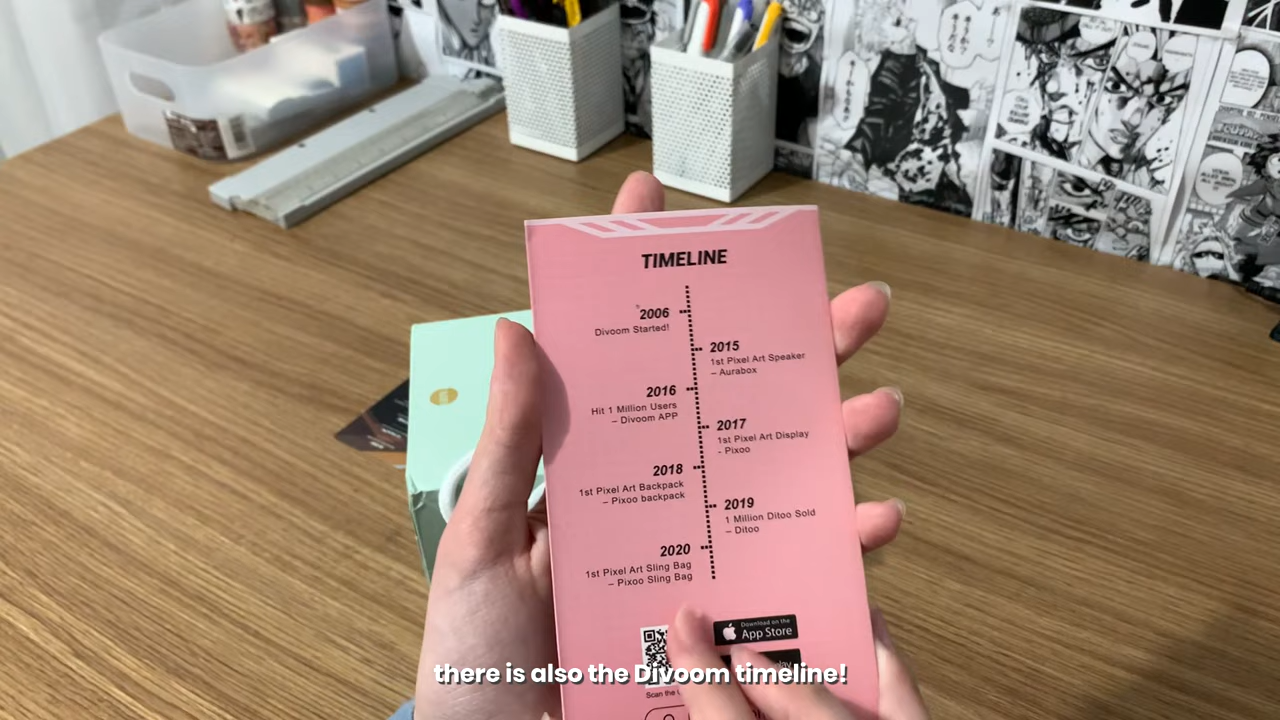 TIMELINE
2006
Divoom Started!
2015
1st Pixel Art Speaker
– Aurabox
2016
Hit 1 Million Users
– Divoom APP
2017
1st Pixel Art Display
- Pixoo
2018
1st Pixel Art Backpack
– Pixoo backpack
2019
1 Million Ditoo Sold
– Ditoo
2020
1st Pixel Art Sling Bag
– Pixoo Sling Bag
Download on the
App Store
there is also the Divoom timeline!
Scan the